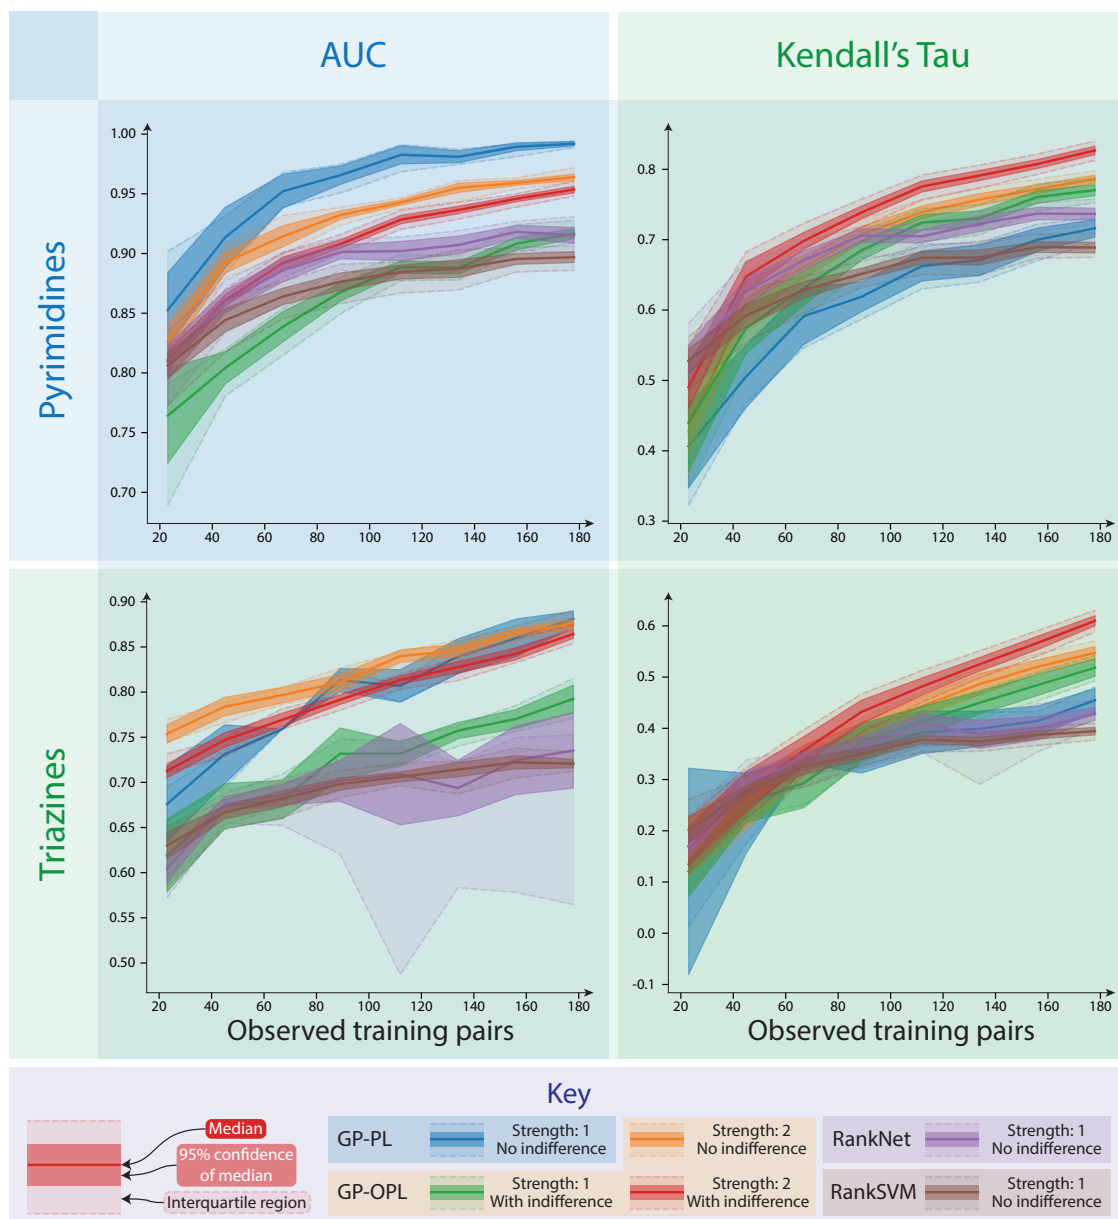 AUC
Kendall's Tau
Pyrimidines
1.00
0.95
0.90
0.85
0.80
0.75
0.70
20 40 60 80 100 120 140 160 180
0.8
0.7
0.6
0.5
0.4
0.3
20 40 60 80 100 120 140 160 180
Triazines
0.90
0.85
0.80
0.75
0.70
0.65
0.60
0.55
0.50
20 40 60 80 100 120 140 160 180
Observed training pairs
0.6
0.5
0.4
0.3
0.2
0.1
0.0
-0.1
20 40 60 80 100 120 140 160 180
Observed training pairs
Key
Median
95% confidence
of median
Interquartile region
GP-PL
Strength: 1
No indifference
Strength: 2
No indifference
RankNet
Strength: 1
No indifference
GP-OPL
Strength: 1
With indifference
Strength: 2
With indifference
RankSVM
Strength: 1
No indifference